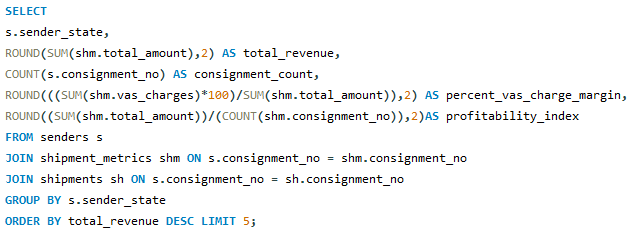 SELECT
s.sender_state,
ROUND(SUM(shm.total_amount),2) AS total_revenue,
COUNT(s.consignment_no) AS consignment_count,
ROUND(((SUM(shm.vas_charges)*100)/SUM(shm.total_amount)),2) AS percent_vas_charge_margin,
ROUND((SUM(shm.total_amount))/(COUNT(shm.consignment_no)),2)AS profitability_index
FROM senders s
JOIN shipment_metrics shm ON s.consignment_no = shm.consignment_no
JOIN shipments sh ON s.consignment_no = sh.consignment_no
GROUP BY s.sender_state
ORDER BY total_revenue DESC LIMIT 5;